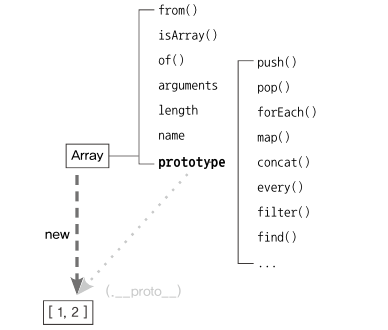 from()
isArray()
of()
arguments
length
name
prototype
push()
pop()
forEach()
map()
concat()
every()
filter()
find()
...
Array
new
(.__proto__)
[ 1, 2 ]